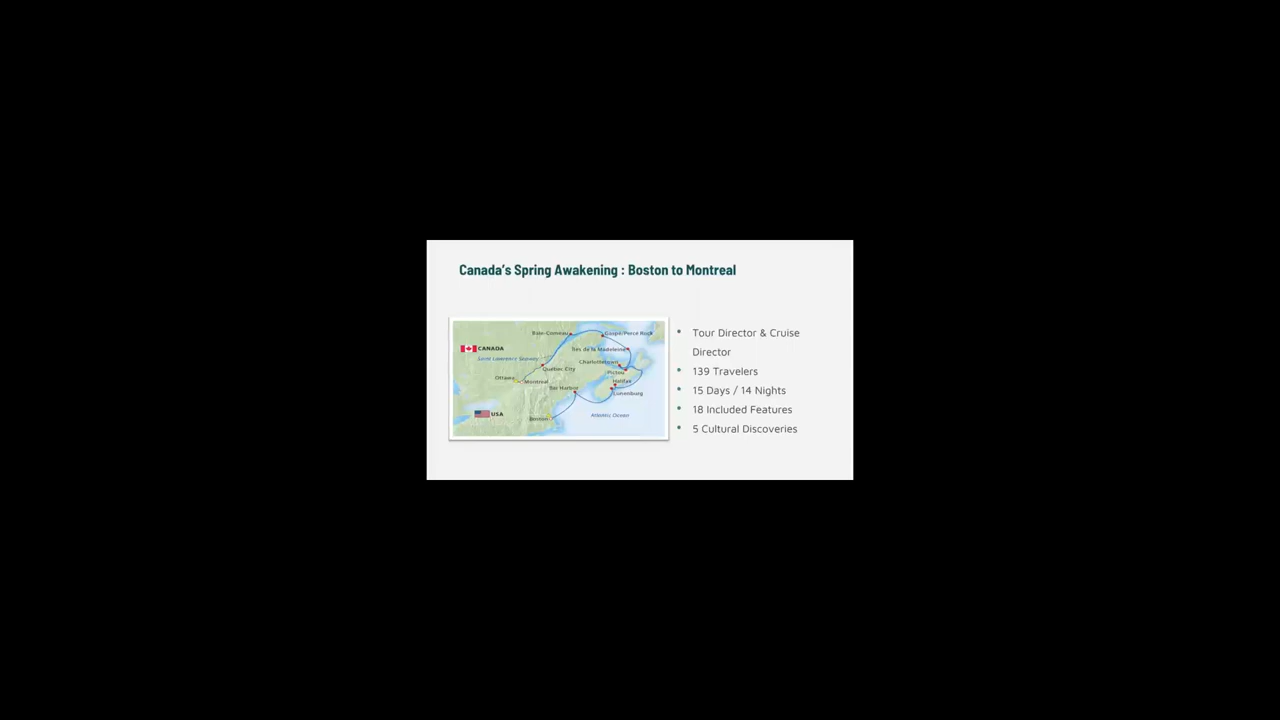 Canada's Spring Awakening : Boston to Montreal
Baie-Comeau
Gaspé/Percé Rock
CANADA
Îles de la Madeleine
Saint Lawrence Seaway
Charlottetown
Quebec City
Pictou
Ottawa
Montreal
Halifax
Bar Harbor
Lunenburg
USA
Atlantic Ocean
Boston
• Tour Director & Cruise
Director
• 139 Travelers
• 15 Days / 14 Nights
• 18 Included Features
• 5 Cultural Discoveries